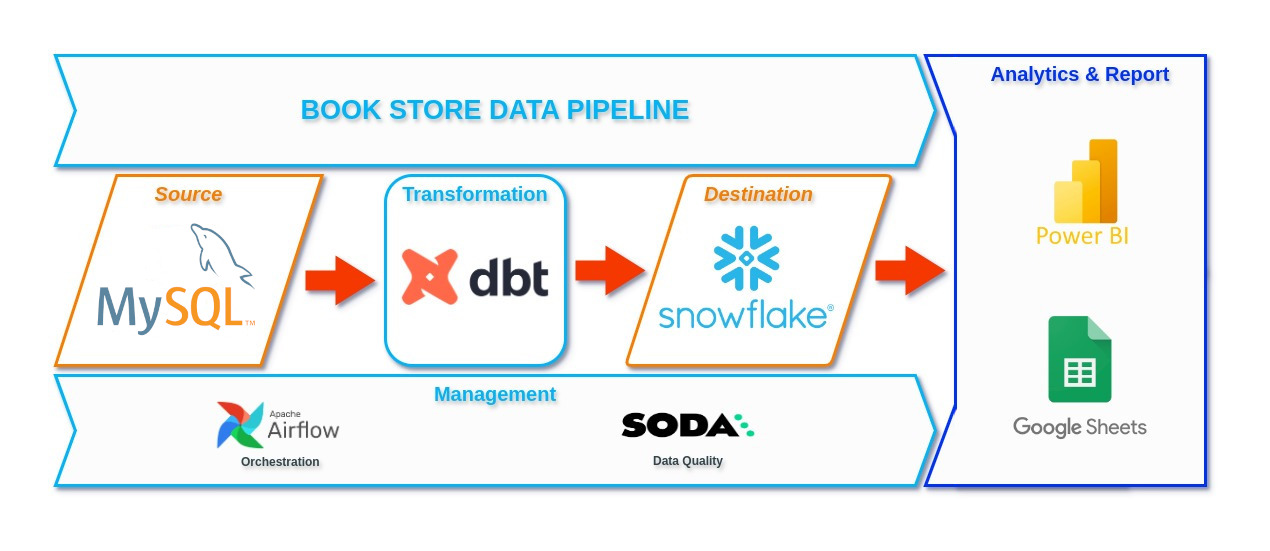 BOOK STORE DATA PIPELINE
Analytics & Report
Source
Transformation
Destination
MySQL™
dbt
snowflake®
Power BI
Google Sheets
Management
Apache
Airflow
Orchestration
SODA
Data Quality